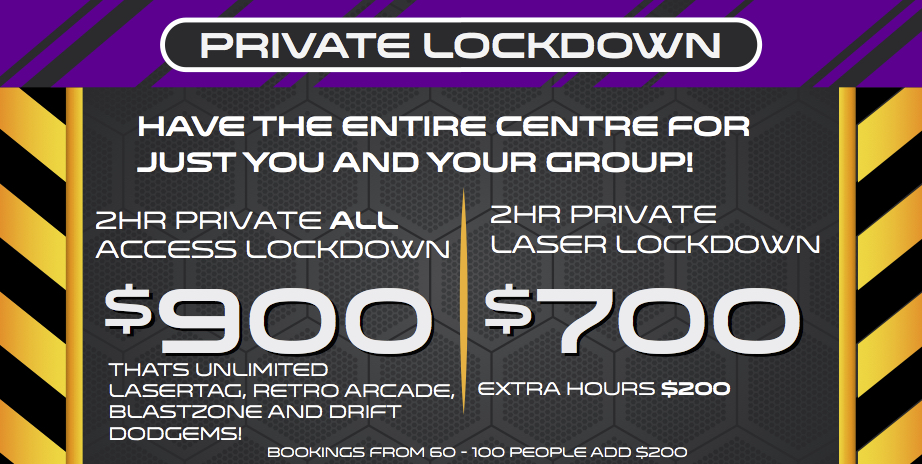 PRIVATE LOCKDOWN
HAVE THE ENTIRE CENTRE FOR
JUST YOU AND YOUR GROUP!
2HR PRIVATE ALL
ACCESS LOCKDOWN
$900
THATS UNLIMITED
LASERTAG, RETRO ARCADE,
BLASTZONE AND DRIFT
DODGEMS!
2HR PRIVATE
LASER LOCKDOWN
$700
EXTRA HOURS $200
BOOKINGS FROM 60 - 100 PEOPLE ADD $200